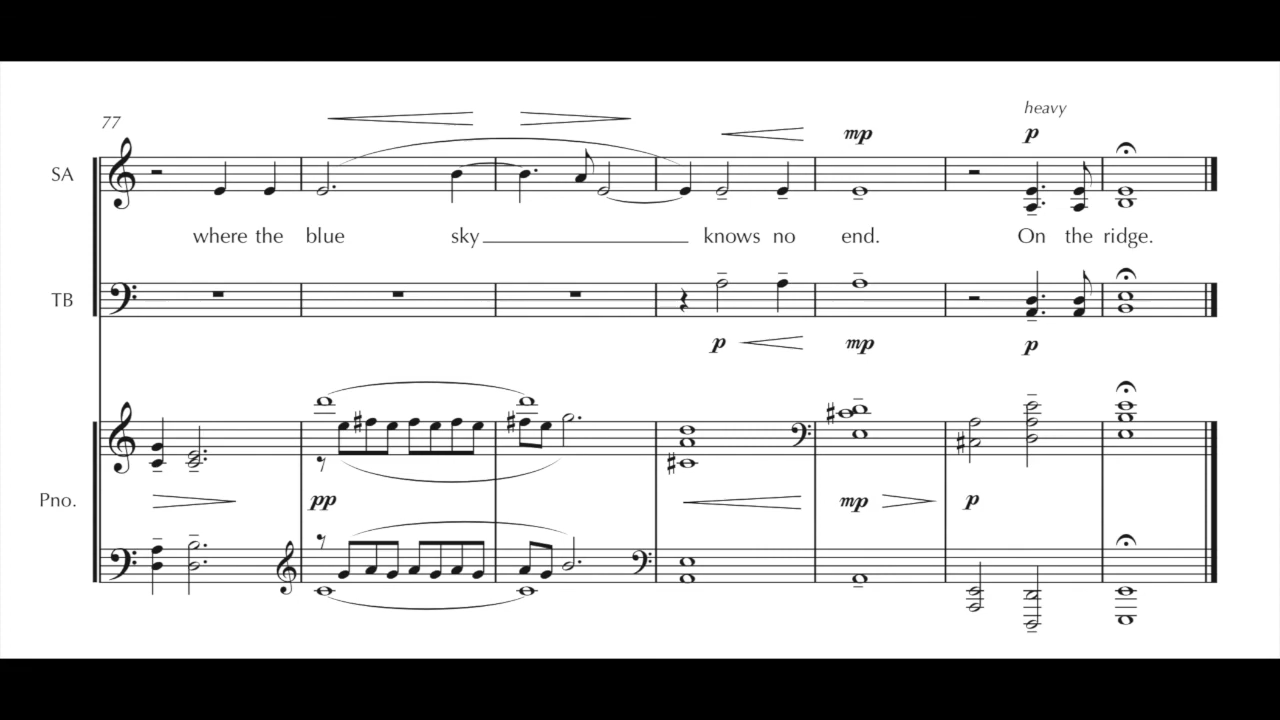 77
heavy
mp
p
SA
where the blue sky knows no end. On the ridge.
TB
p
mp
p
Pno.
pp
mp
p